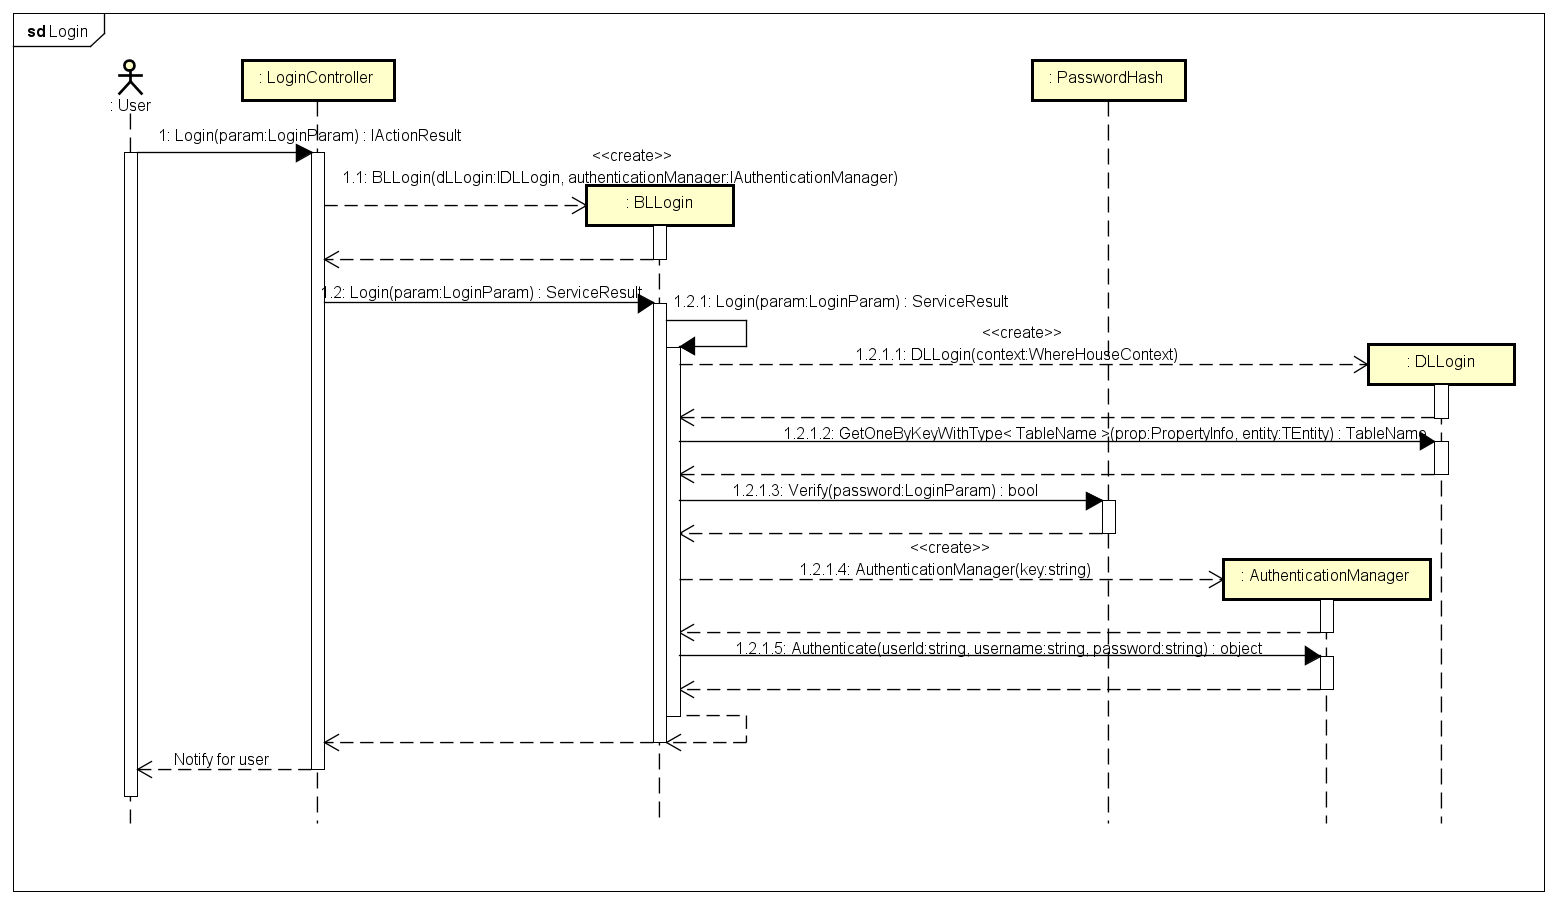 sd Login
: User
: LoginController
: PasswordHash
1: Login(param:LoginParam) : IActionResult
<<create>>
1.1: BLLogin(dLLogin:IDLLogin, authenticationManager:IAuthenticationManager)
: BLLogin
1.2: Login(param:LoginParam) : ServiceResult
1.2.1: Login(param:LoginParam) : ServiceResult
<<create>>
1.2.1.1: DLLogin(context:WhereHouseContext)
: DLLogin
1.2.1.2: GetOneByKeyWithType< TableName >(prop:PropertyInfo, entity:TEntity) : TableName
1.2.1.3: Verify(password:LoginParam) : bool
<<create>>
1.2.1.4: AuthenticationManager(key:string)
: AuthenticationManager
1.2.1.5: Authenticate(userId:string, username:string, password:string) : object
Notify for user